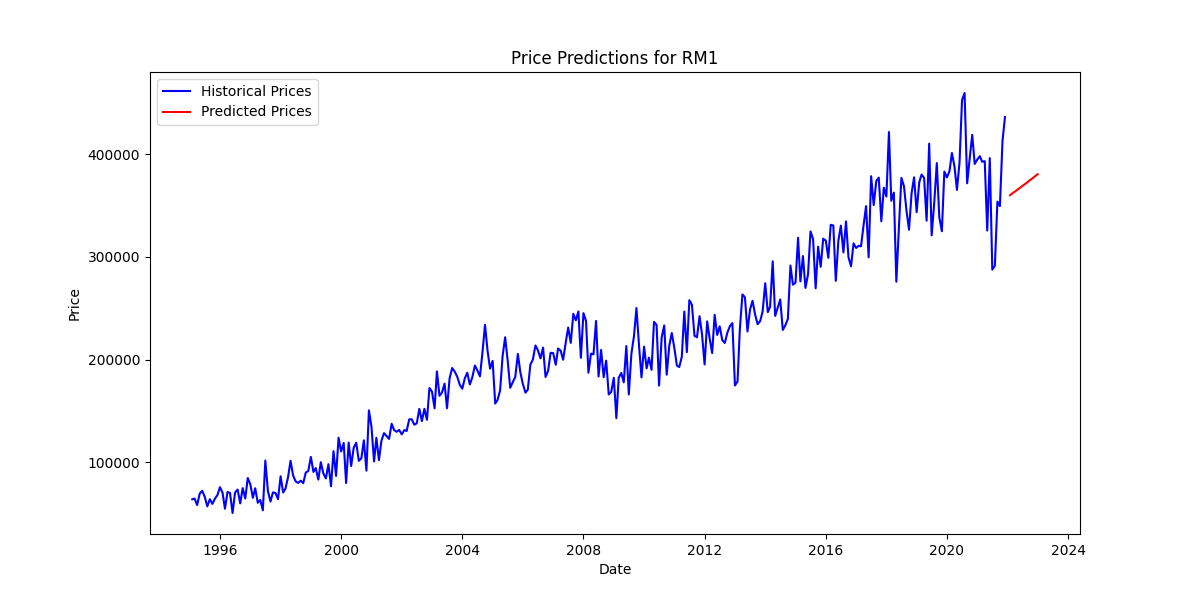 Price Predictions for RM1
Historical Prices
Predicted Prices
400000
300000
200000
100000
Price
1996 2000 2004 2008 2012 2016 2020 2024
Date